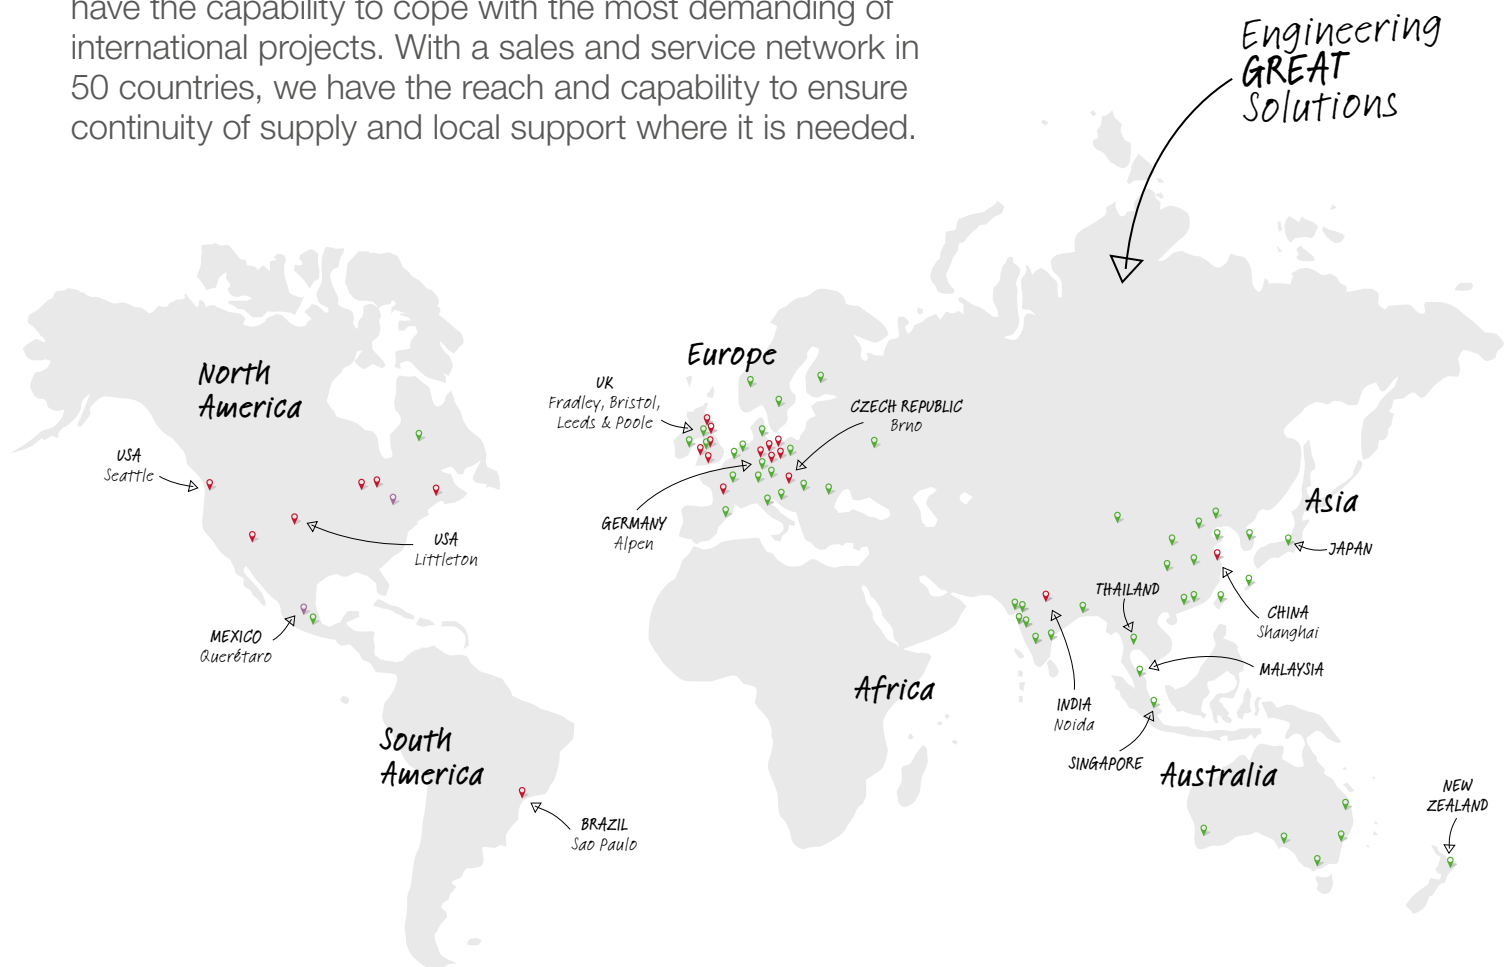 have the capability to cope with the most demanding of
international projects. With a sales and service network in
50 countries, we have the reach and capability to ensure
continuity of supply and local support where it is needed.
Engineering
GREAT
Solutions
North
America
USA
Seattle
USA
Littleton
MEXICO
Querétaro
South
America
BRAZIL
Sao Paulo
Europe
UK
Fradley, Bristol,
Leeds & Poole
CZECH REPUBLIC
Brno
GERMANY
Alpen
Africa
Asia
JAPAN
THAILAND
CHINA
Shanghai
MALAYSIA
INDIA
Noida
SINGAPORE
Australia
NEW
ZEALAND